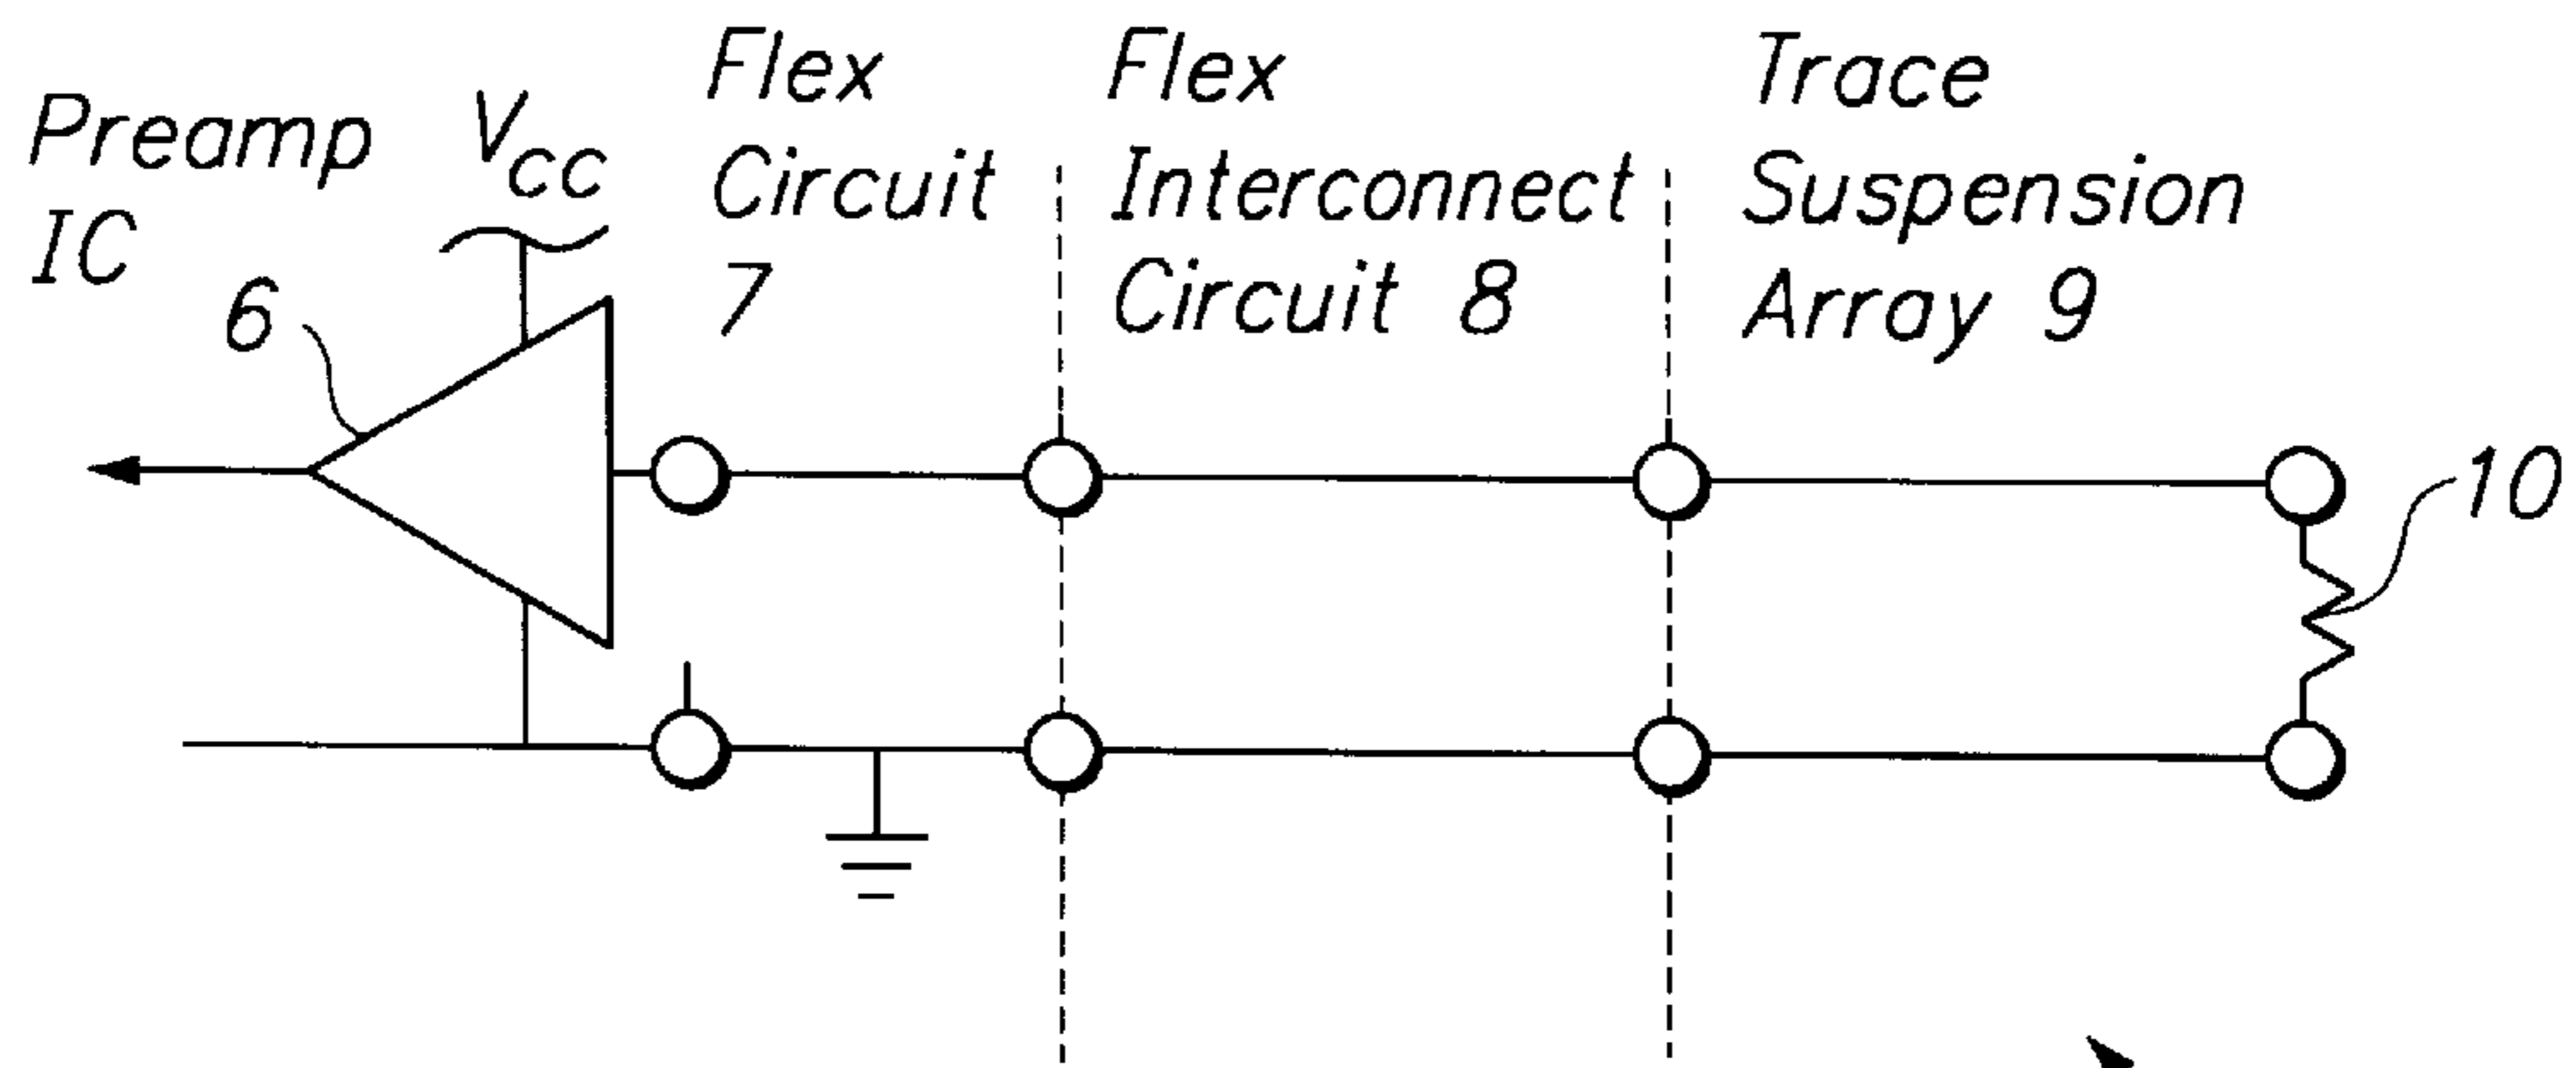 Preamp
IC
6
Vcc
Flex
Circuit
7
Flex
Interconnect
Circuit 8
Trace
Suspension
Array 9
10